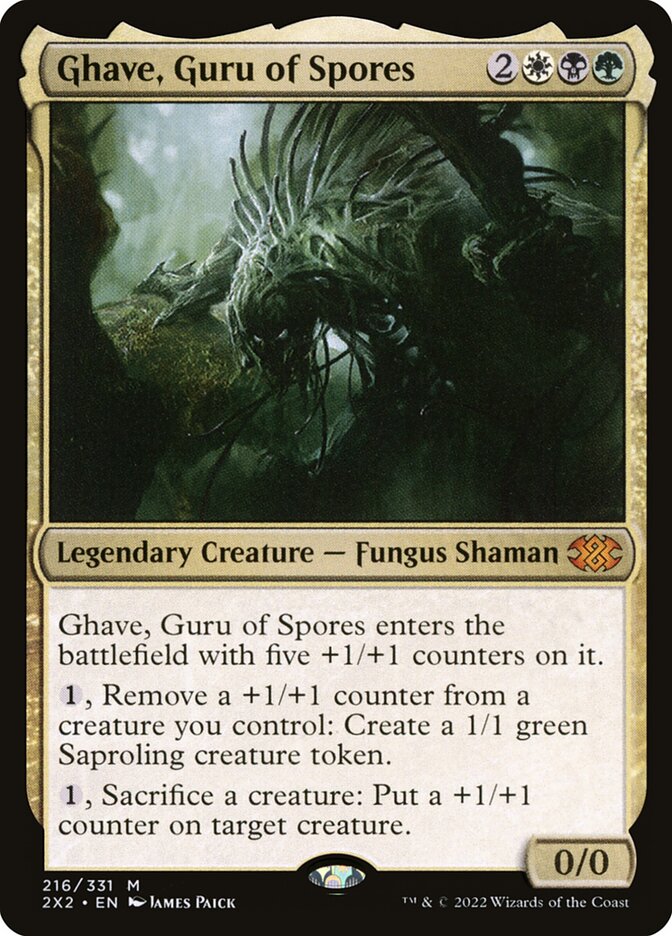 Ghave, Guru of Spores 2
Legendary Creature — Fungus Shaman
Ghave, Guru of Spores enters the
battlefield with five +1/+1 counters on it.
1, Remove a +1/+1 counter from a
creature you control: Create a 1/1 green
Saproling creature token.
1, Sacrifice a creature: Put a +1/+1
counter on target creature.
0/0
216/331 M
2X2 • EN James Paick
™ & © 2022 Wizards of the Coast